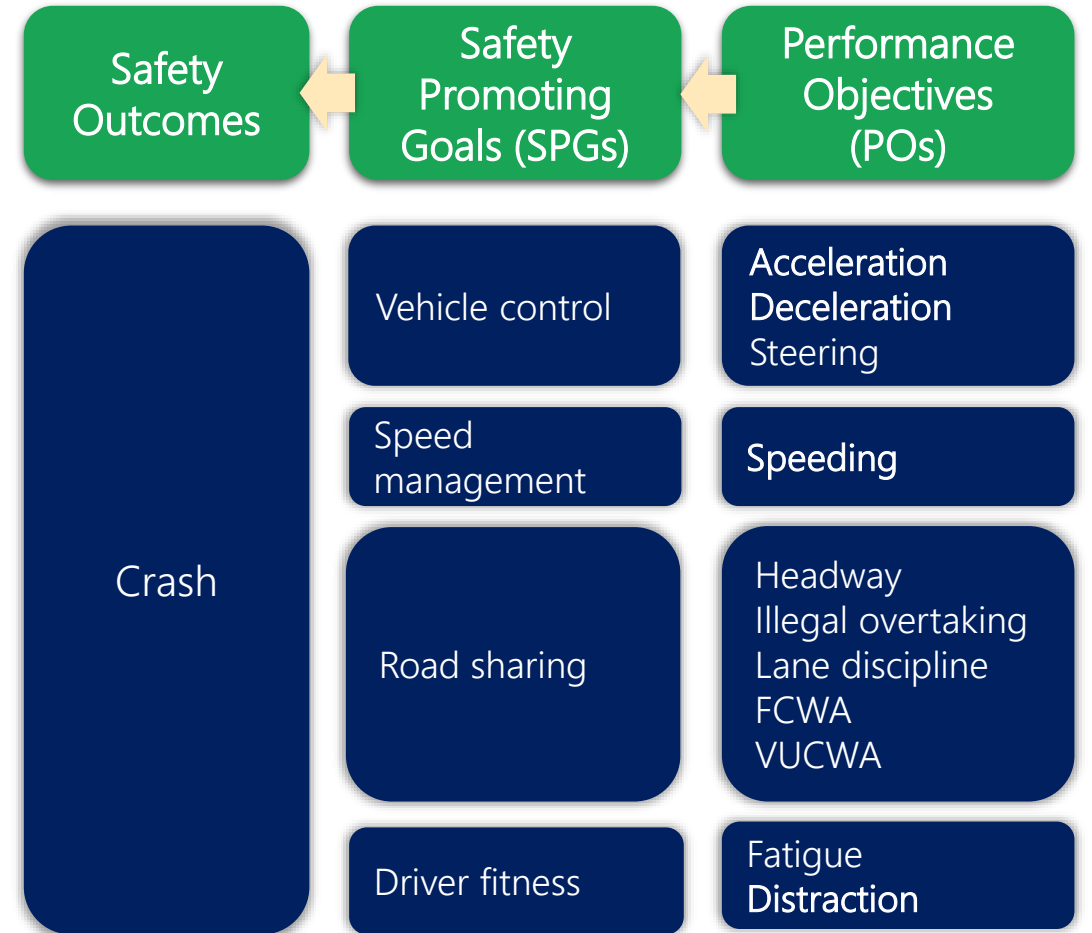 Safety
Outcomes
Safety
Promoting
Goals (SPGs)
Performance
Objectives
(POs)
Crash
Vehicle control
Acceleration
Deceleration
Steering
Speed
management
Speeding
Road sharing
Headway
Illegal overtaking
Lane discipline
FCWA
VUCWA
Driver fitness
Fatigue
Distraction